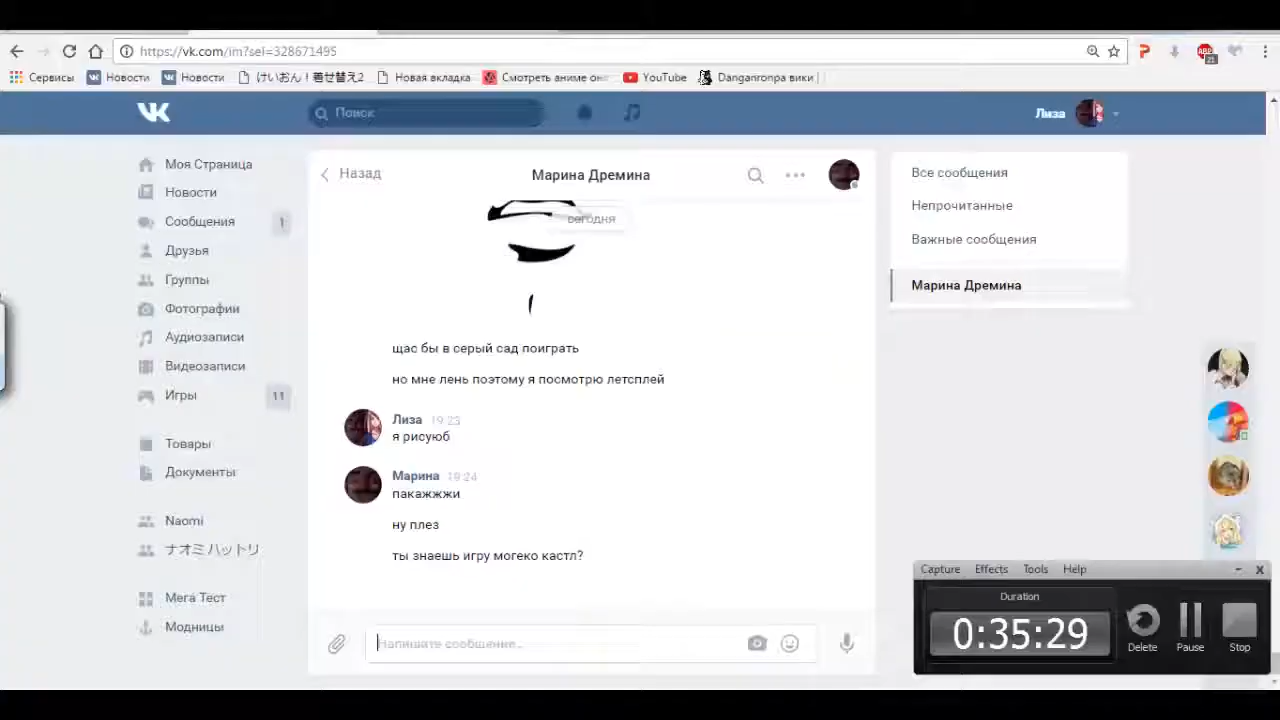 https://vk.com/im?sel=328671495
Сервисы
Новости
Новости
けいおん!着せ替え2
Новая вкладка
Смотреть аниме он
YouTube
Danganronpa вики
ABP
21
Поиск
Лиза
Моя Страница
Новости
Сообщения
1
Друзья
Группы
Фотографии
Аудиозаписи
Видеозаписи
Игры
11
Товары
Документы
Naomi
ナオミハットリ
Мега Тест
Модницы
Назад
Марина Дремина
сегодня
щас бы в серый сад поиграть
но мне лень поэтому я посмотрю летсплей
Лиза 19:23
я рисуюб
Марина 19:24
пакажжжи
ну плез
ты знаешь игру могеко кастл?
Напишите сообщение...
Все сообщения
Непрочитанные
Важные сообщения
Марина Дремина
Capture Effects Tools Help
Duration
0:35:29
Delete
Pause
Stop